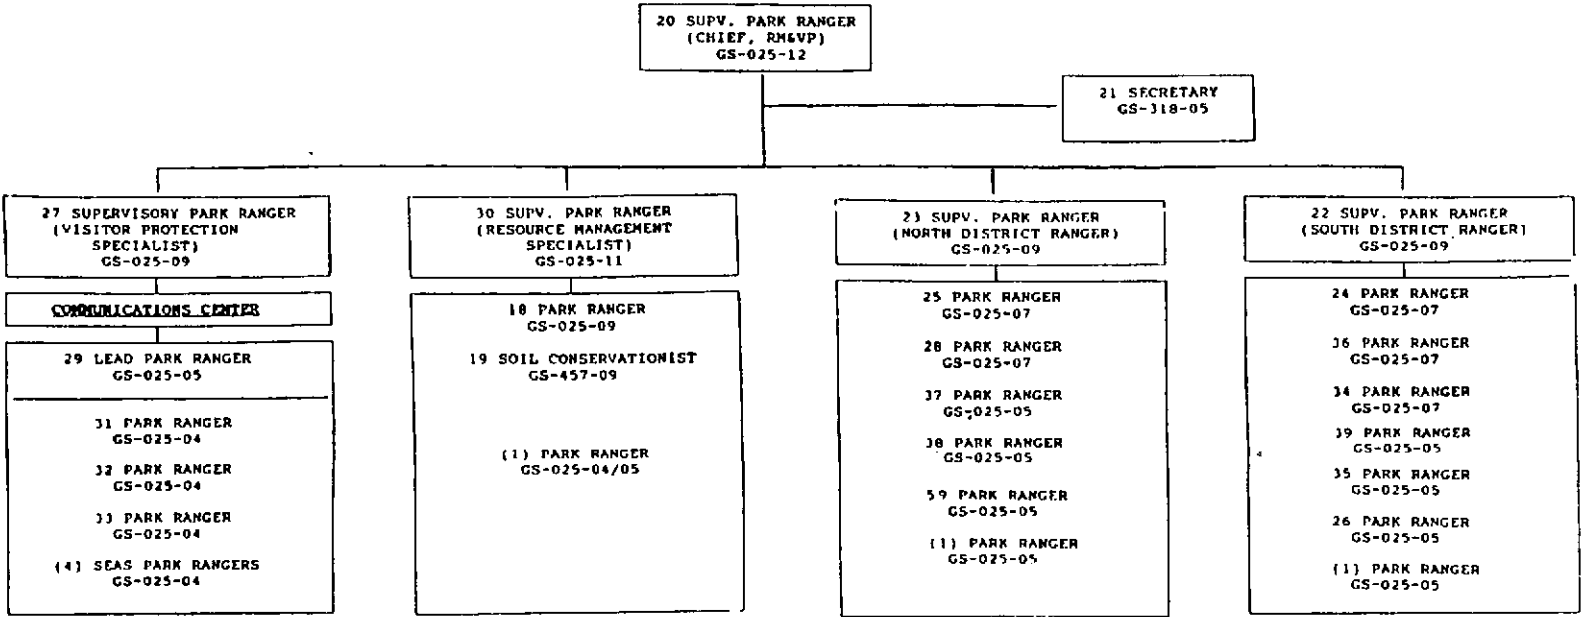 20 SUPV. PARK RANGER
(CHIEF, RM&VP)
GS-025-12
21 SECRETARY
GS-318-05
27 SUPERVISORY PARK RANGER
(VISITOR PROTECTION
SPECIALIST)
GS-025-09
COMMUNICATIONS CENTER
29 LEAD PARK RANGER
GS-025-05
31 PARK RANGER
GS-025-04
32 PARK RANGER
GS-025-04
33 PARK RANGER
GS-025-04
(4) SEAS PARK RANGERS
GS-025-04
30 SUPV. PARK RANGER
(RESOURCE MANAGEMENT
SPECIALIST)
GS-025-11
18 PARK RANGER
GS-025-09
19 SOIL CONSERVATIONIST
GS-457-09
(1) PARK RANGER
GS-025-04/05
23 SUPV. PARK RANGER
(NORTH DISTRICT RANGER)
GS-025-09
25 PARK RANGER
GS-025-07
28 PARK RANGER
GS-025-07
37 PARK RANGER
GS-025-05
38 PARK RANGER
GS-025-05
59 PARK RANGER
GS-025-05
(1) PARK RANGER
GS-025-05
22 SUPV. PARK RANGER
(SOUTH DISTRICT RANGER)
GS-025-09
24 PARK RANGER
GS-025-07
36 PARK RANGER
GS-025-07
34 PARK RANGER
GS-025-07
39 PARK RANGER
GS-025-05
35 PARK RANGER
GS-025-05
26 PARK RANGER
GS-025-05
(1) PARK RANGER
GS-025-05